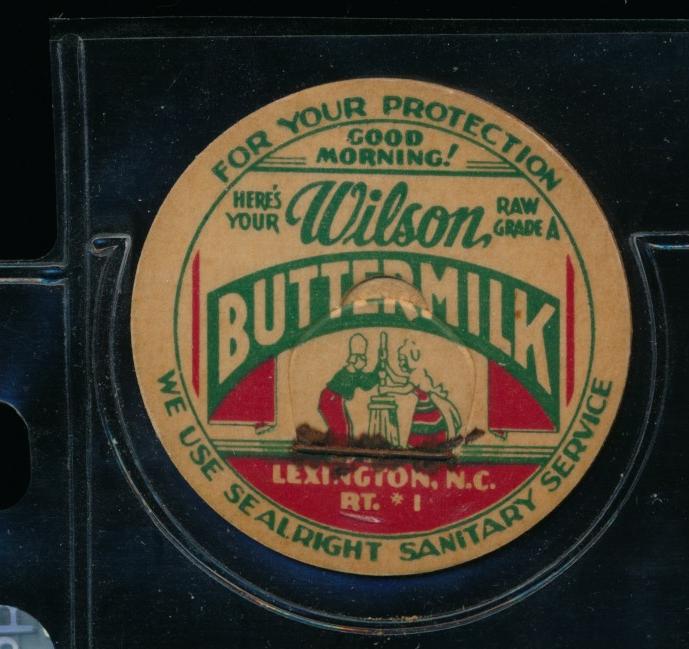 FOR YOUR PROTECTION
GOOD
MORNING!
HERE'S
YOUR
Wilson
RAW
GRADE A
BUTTERMILK
LEXINGTON, N.C.
RT. # 1
WE USE SEALRIGHT SANITARY SERVICE